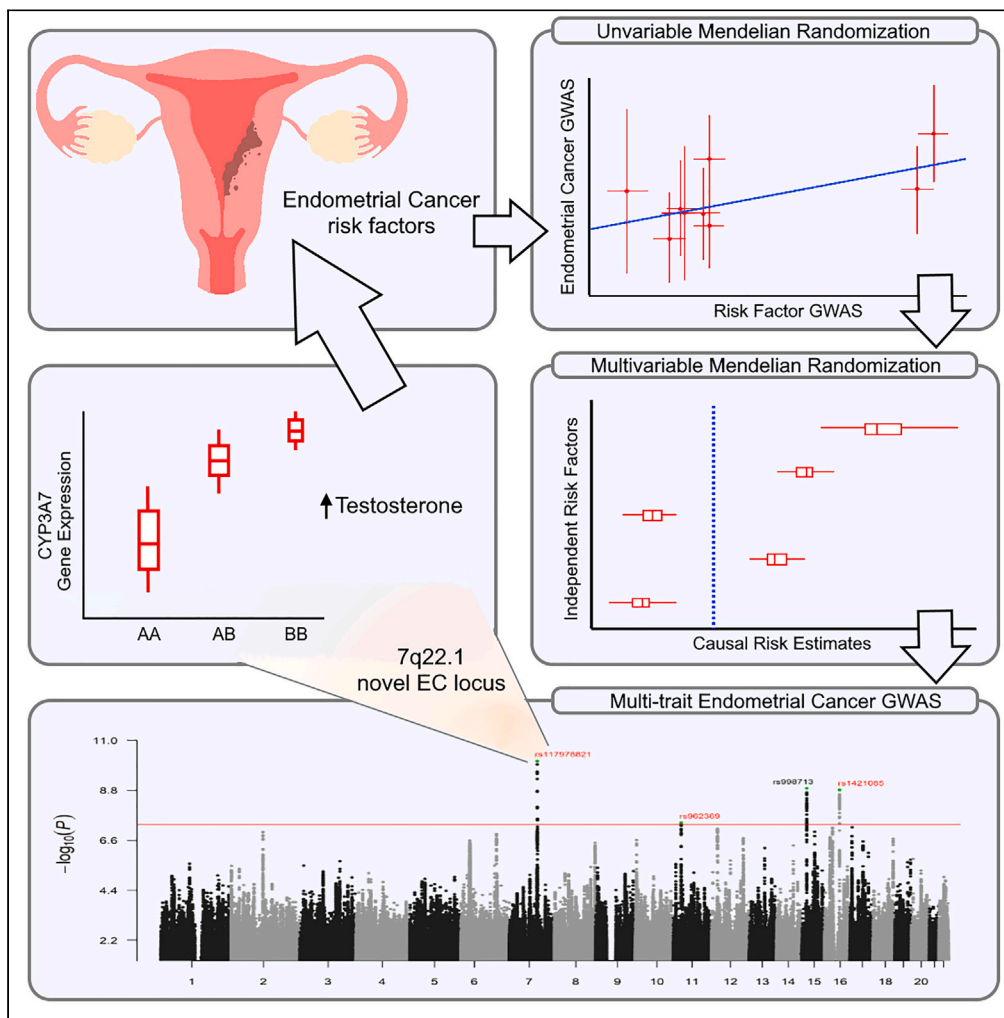 Endometrial Cancer
risk factors
Unvariable Mendelian Randomization
Endometrial Cancer GWAS
Risk Factor GWAS
Multivariable Mendelian Randomization
Independent Risk Factors
Causal Risk Estimates
CYP3A7
Gene Expression
Testosterone
AA AB BB
7q22.1
novel EC locus
Multi-trait Endometrial Cancer GWAS
−log10(P)
11.0
8.8
6.6
4.4
2.2
rs117978821
rs962369
rs998713
rs1421085
1 2 3 4 5 6 7 8 9 10 11 12 13 14 15 16 18 20